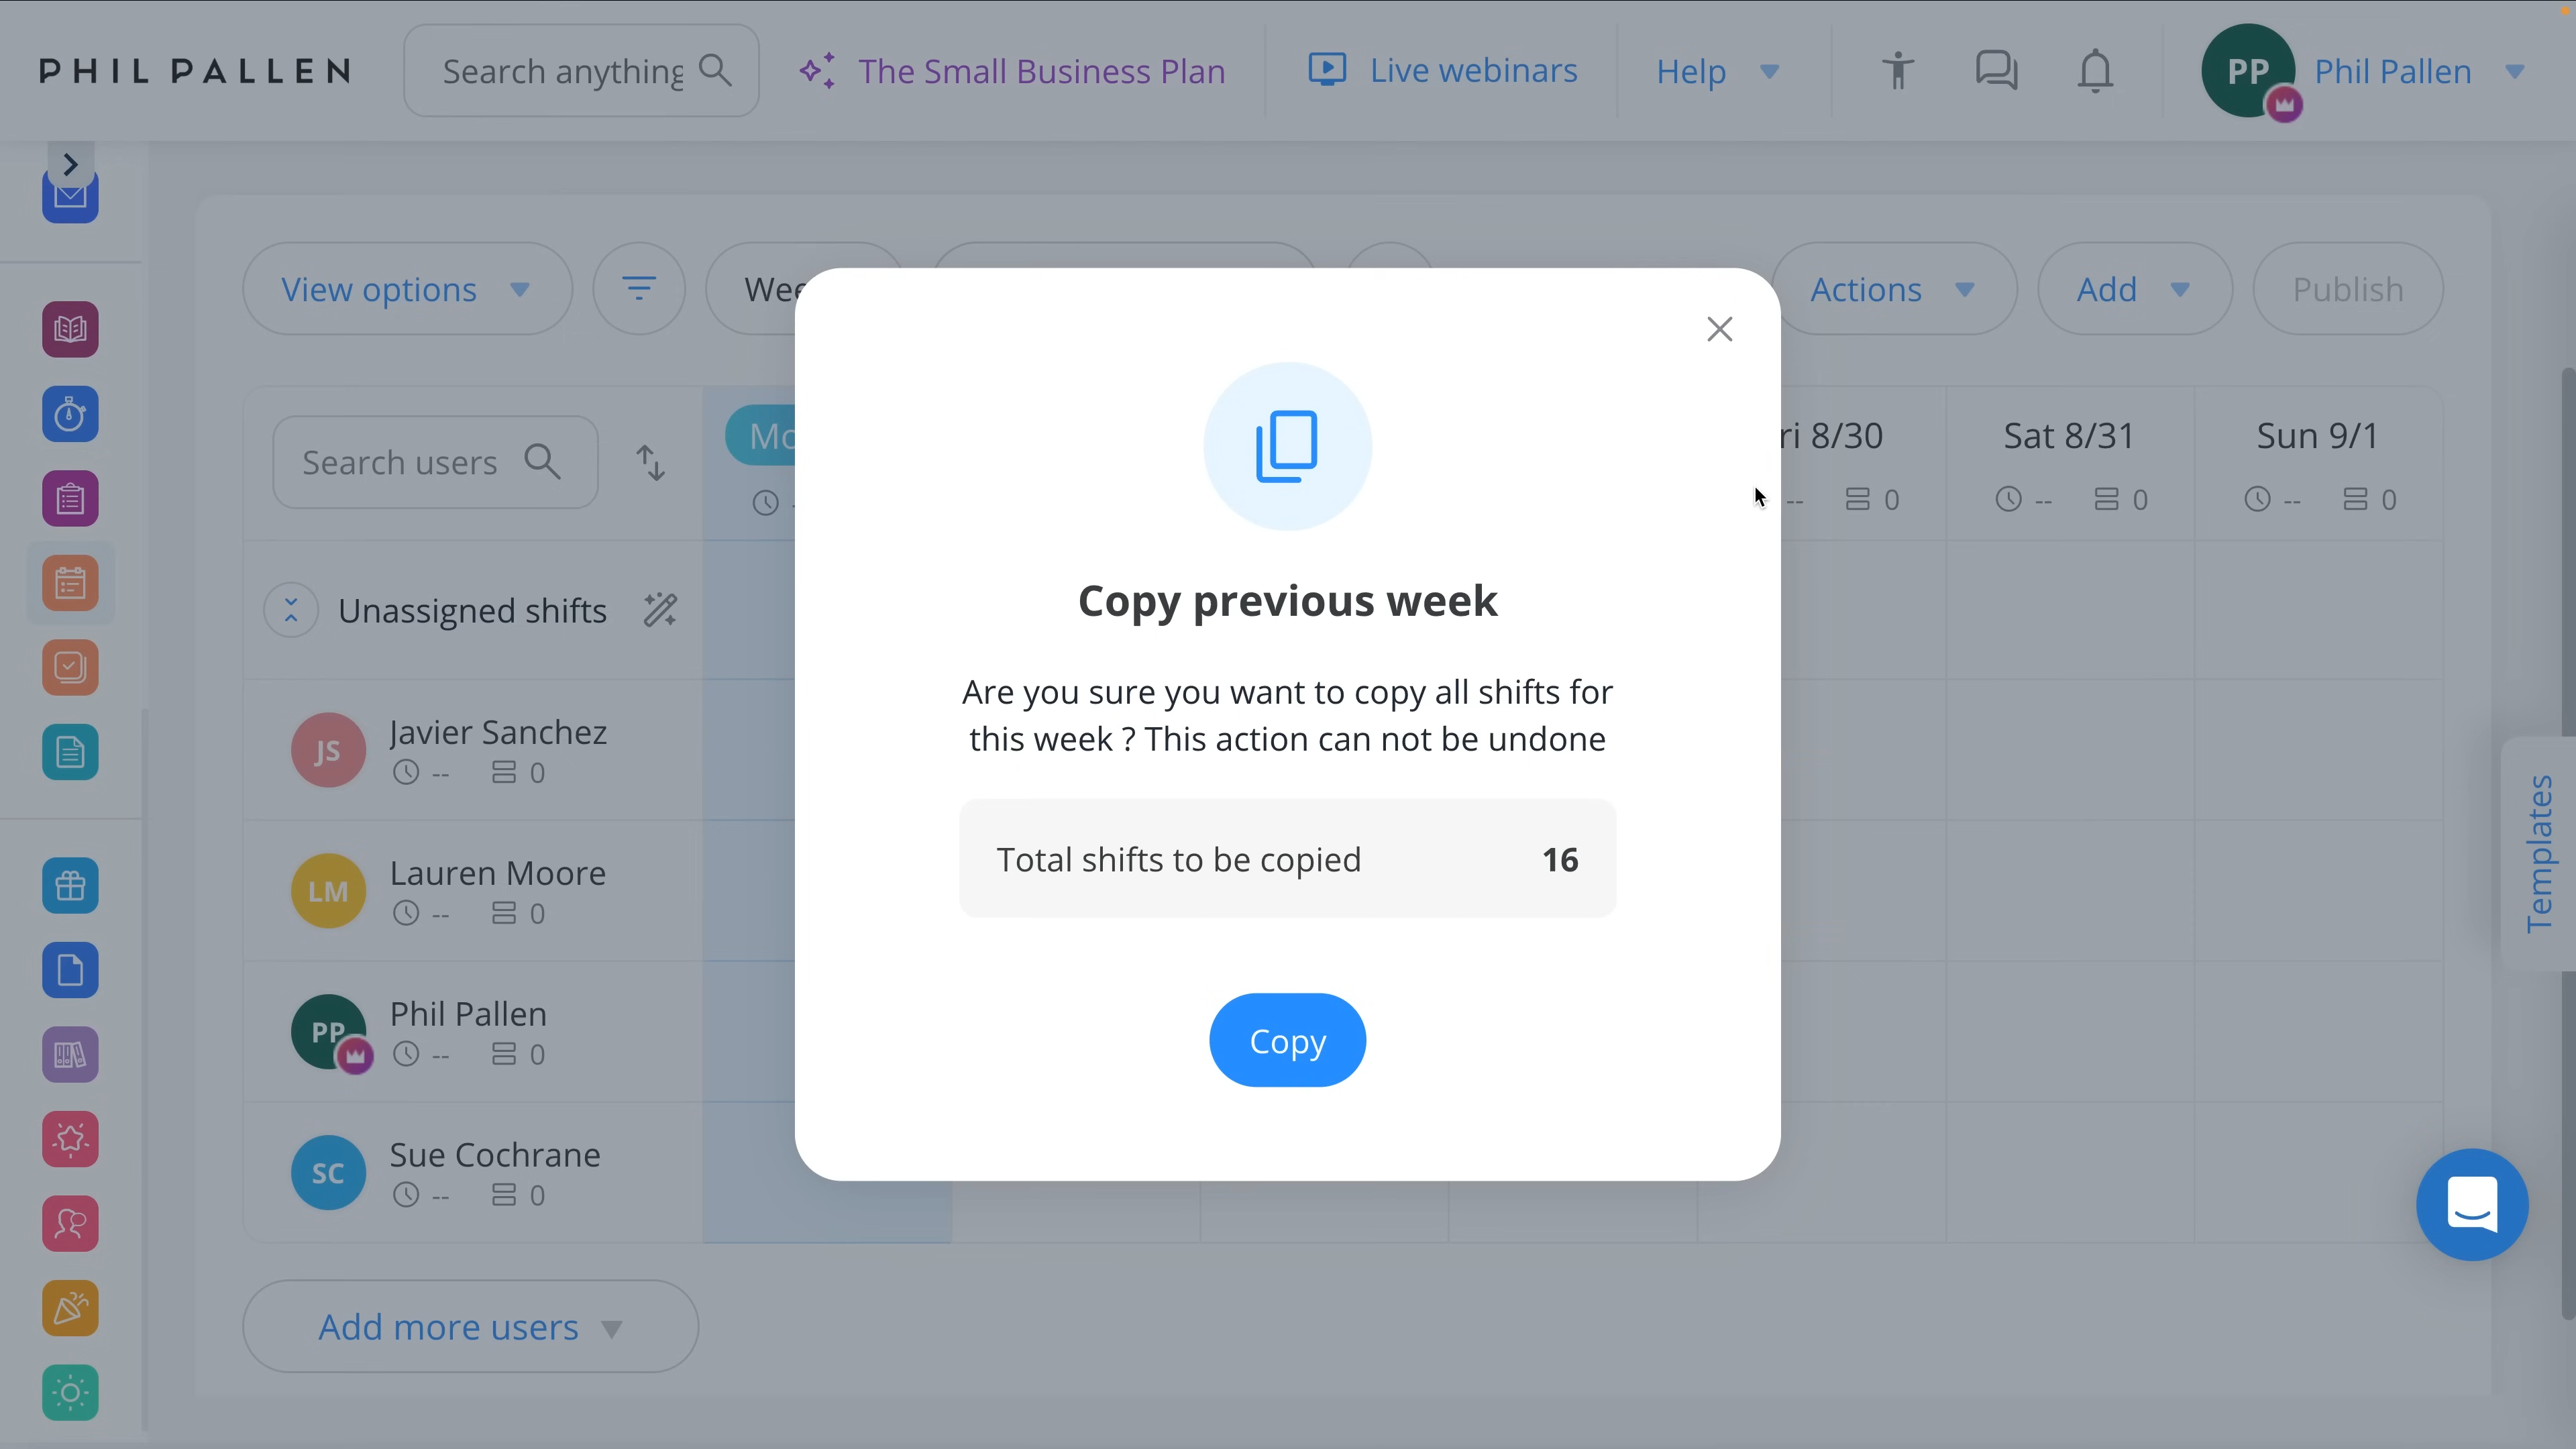 PHIL PALLEN
Search anything
The Small Business Plan
Live webinars
Help
PP
Phil Pallen
View options
Actions
Add
Publish
Search users
Sat 8/31
Sun 9/1
8/30
-- 0
-- 0
-- 0
Unassigned shifts
JS
Javier Sanchez
-- 0
LM
Lauren Moore
-- 0
PP
Phil Pallen
-- 0
SC
Sue Cochrane
-- 0
Add more users
Copy previous week
Are you sure you want to copy all shifts for
this week ? This action can not be undone
Total shifts to be copied 16
Copy
Templates